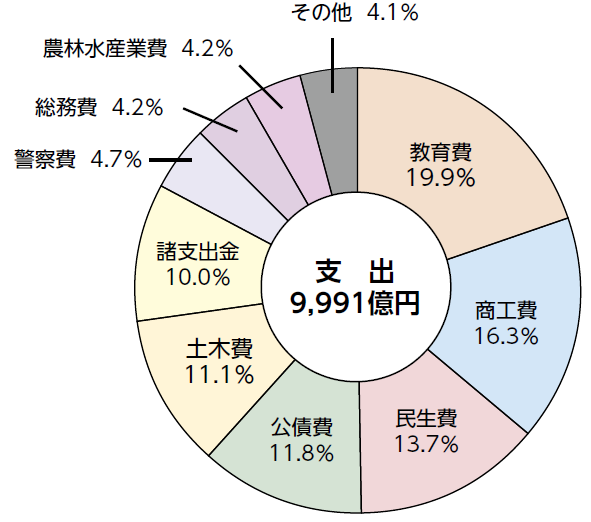 その他 4.1%
農林水産業費 4.2%
総務費 4.2%
警察費 4.7%
教育費
19.9%
商工費
16.3%
民生費
13.7%
公債費
11.8%
土木費
11.1%
諸支出金
10.0%
支 出
9,991億円